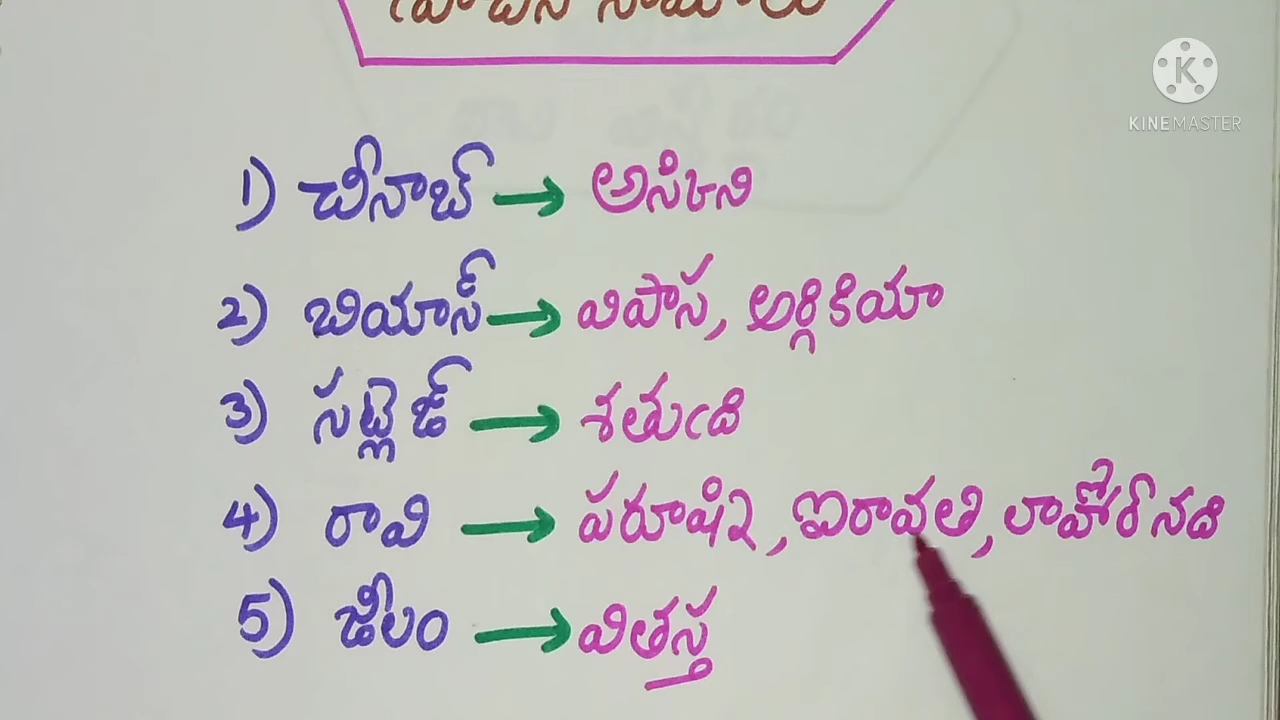 ప్రాచీన నామాలు
KINEMASTER
1) చీనాబ్ → అసికిని
2) బియాస్ → విపాస, అర్గికియా
3) సట్లెజ్ → శతుద్రి
4) రావి → పరూషిణి, ఐరావతి, లాహోర్ నది
5) జీలం → వితస్త